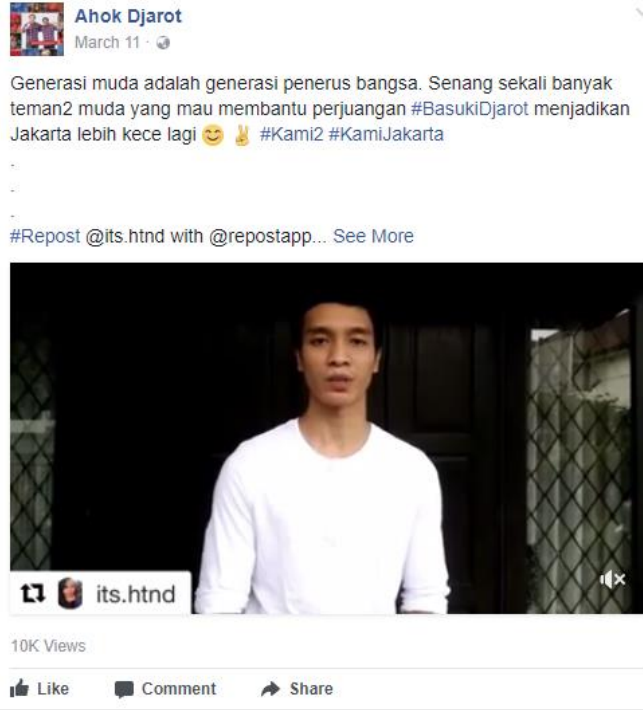 Ahok Djarot
March 11 ·
Generasi muda adalah generasi penerus bangsa. Senang sekali banyak
teman2 muda yang mau membantu perjuangan #BasukiDjarot menjadikan
Jakarta lebih kece lagi 😊 ✌ #Kami2 #KamiJakarta
.
.
.
#Repost @its.htnd with @repostapp... See More
its.htnd
10K Views
Like Comment Share